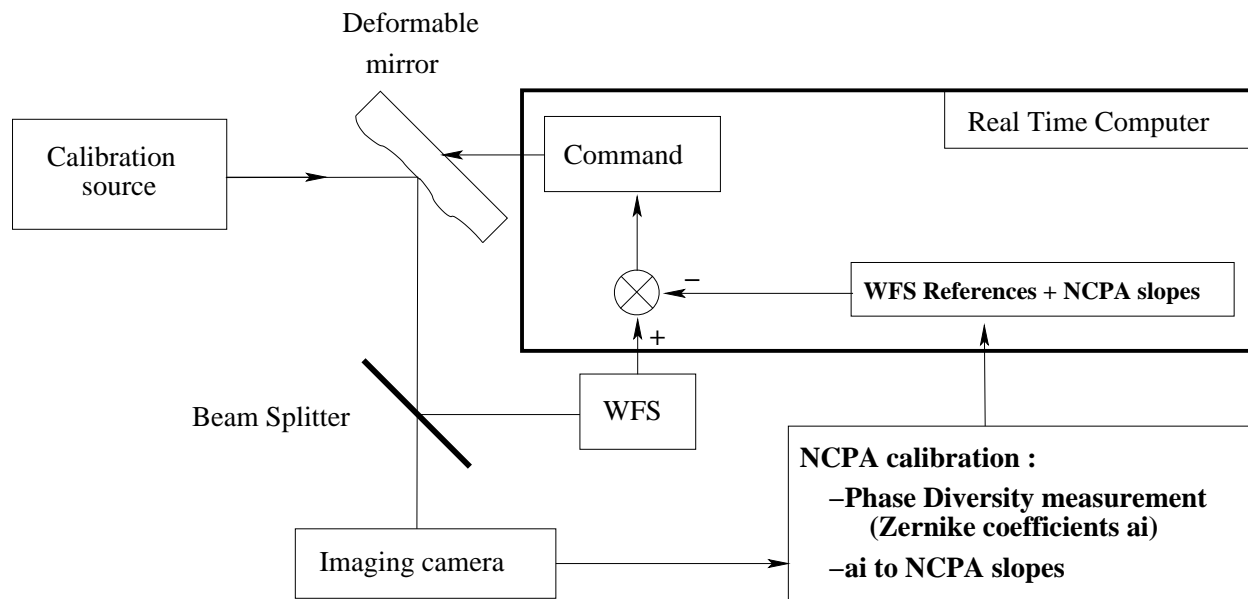 Deformable
mirror
Real Time Computer
Calibration
source
Command
−
WFS References + NCPA slopes
+
WFS
Beam Splitter
NCPA calibration :
−Phase Diversity measurement
(Zernike coefficients ai)
−ai to NCPA slopes
Imaging camera